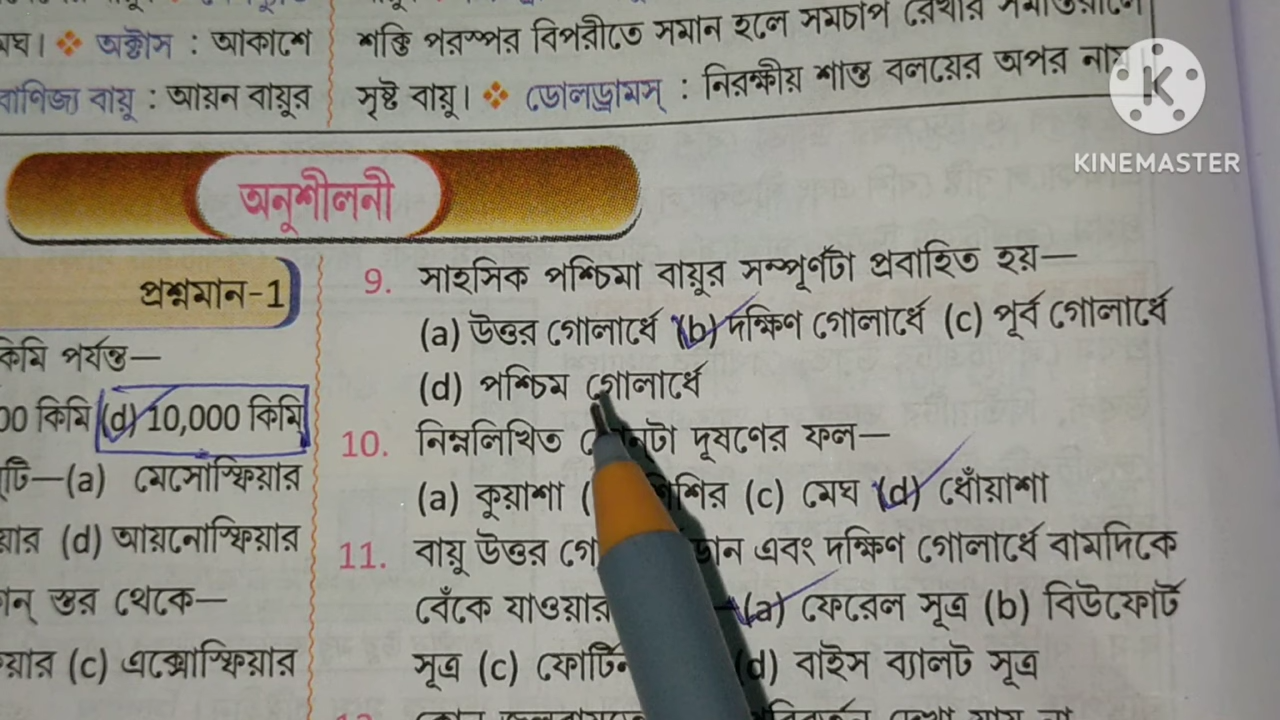 মেঘ। ❖ অক্টাস : আকাশে
বাণিজ্য বায়ু : আয়ন বায়ুর
শক্তি পরস্পর বিপরীতে সমান হলে সমচাপ রেখার
সৃষ্ট বায়ু। ❖ ডোলড্রামস্ : নিরক্ষীয় শান্ত বলয়ের অপর নাম।
KINEMASTER
অনুশীলনী
প্রশ্নমান-1
কিমি পর্যন্ত—
00 কিমি (d) 10,000 কিমি
টি—(a) মেসোস্ফিয়ার
য়ার (d) আয়নোস্ফিয়ার
স্তর থেকে—
য়ার (c) এক্সোস্ফিয়ার
9. সাহসিক পশ্চিমা বায়ুর সম্পূর্ণটা প্রবাহিত হয়—
(a) উত্তর গোলার্ধে (b) দক্ষিণ গোলার্ধে (c) পূর্ব গোলার্ধে
(d) পশ্চিম গোলার্ধে
10. নিম্নলিখিত দূষণের ফল—
(a) কুয়াশা শিশির (c) মেঘ (d) ধোঁয়াশা
11. বায়ু উত্তর ডান এবং দক্ষিণ গোলার্ধে বামদিকে
বেঁকে যাওয়ার (a) ফেরেল সূত্র (b) বিউফোর্ট
সূত্র (c) (d) বাইস ব্যালট সূত্র